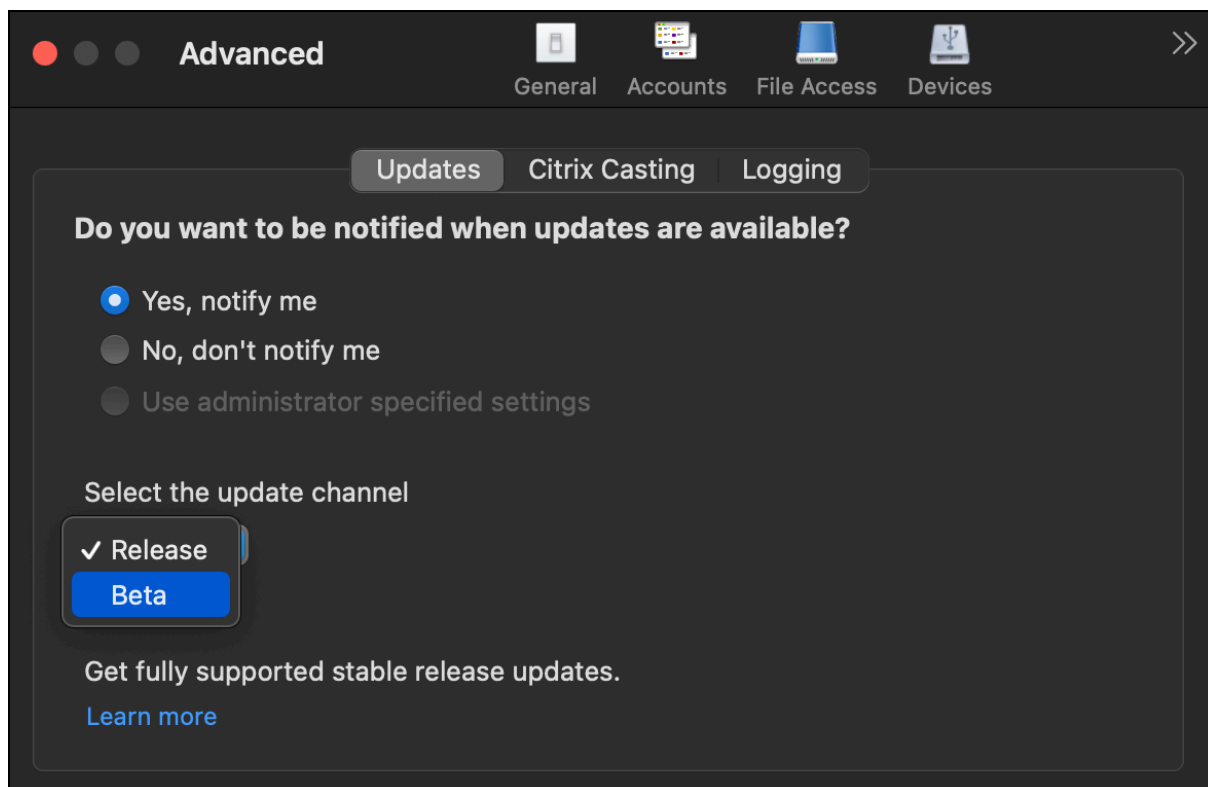 Advanced
General Accounts File Access Devices
Updates Citrix Casting Logging
Do you want to be notified when updates are available?
Yes, notify me
No, don't notify me
Use administrator specified settings
Select the update channel
✓ Release
Beta
Get fully supported stable release updates.
Learn more